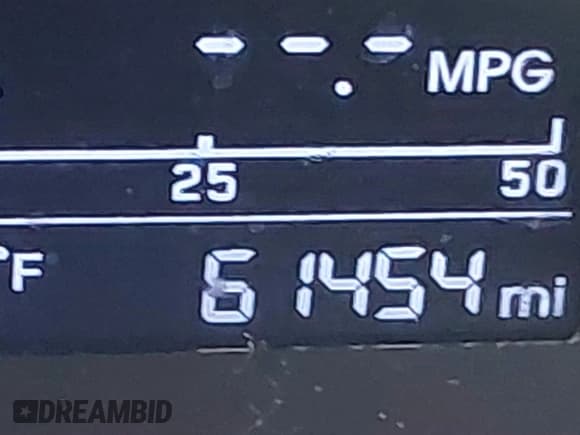 --.- MPG
25 50
°F 61454 mi
DREAMBID